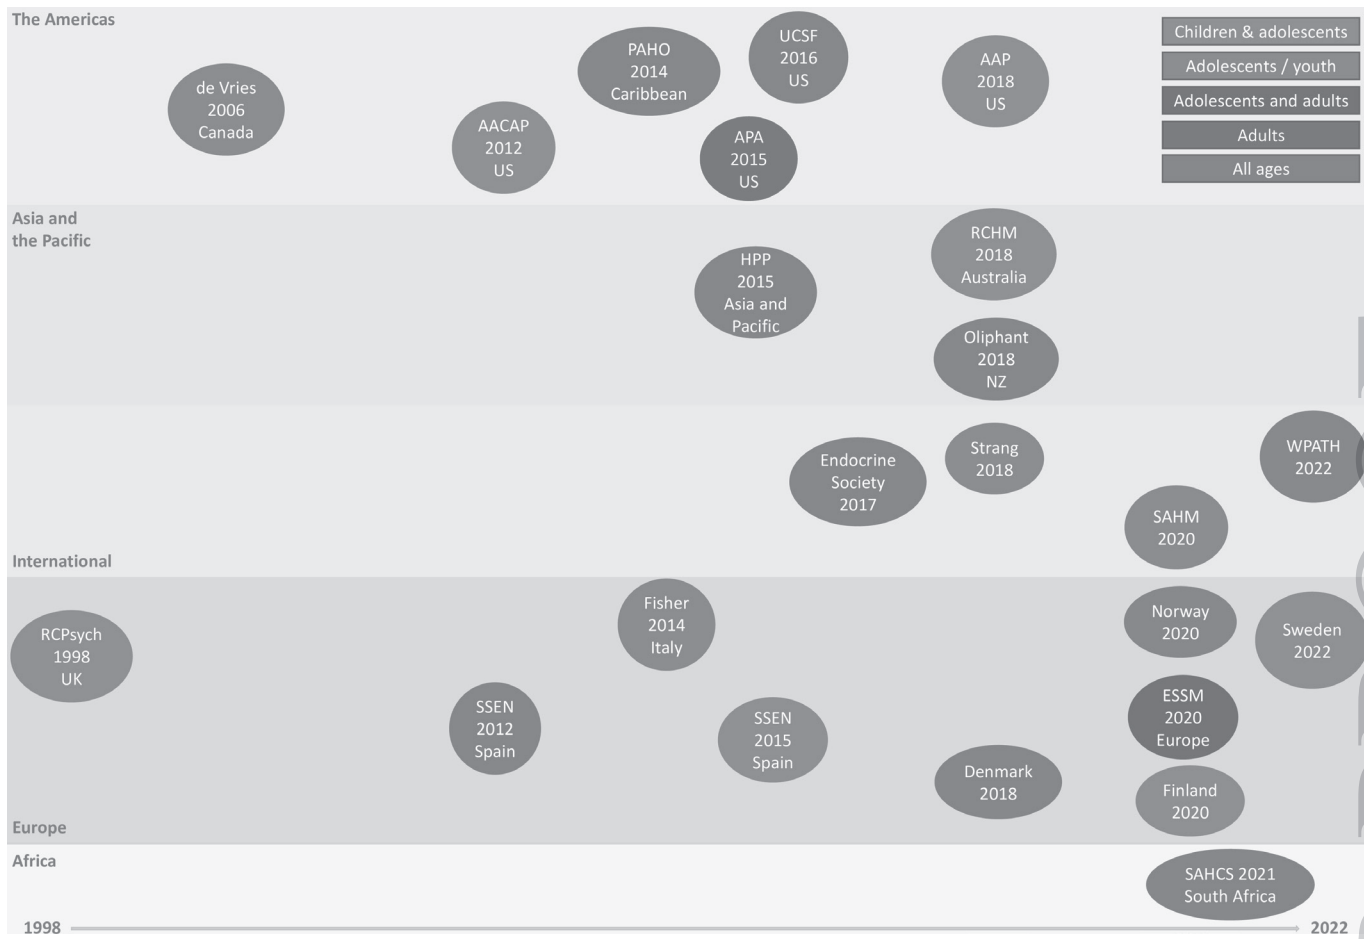 The Americas
de Vries
2006
Canada
AACAP
2012
US
PAHO
2014
Caribbean
UCSF
2016
US
APA
2015
US
AAP
2018
US
Children & adolescents
Adolescents / youth
Adolescents and adults
Adults
All ages
Asia and
the Pacific
HPP
2015
Asia and
Pacific
RCHM
2018
Australia
Oliphant
2018
NZ
Endocrine
Society
2017
Strang
2018
SAHM
2020
WPATH
2022
International
RCPsych
1998
UK
SSEN
2012
Spain
Fisher
2014
Italy
SSEN
2015
Spain
Denmark
2018
Norway
2020
ESSM
2020
Europe
Finland
2020
Sweden
2022
Europe
Africa
SAHCS 2021
South Africa
1998
2022